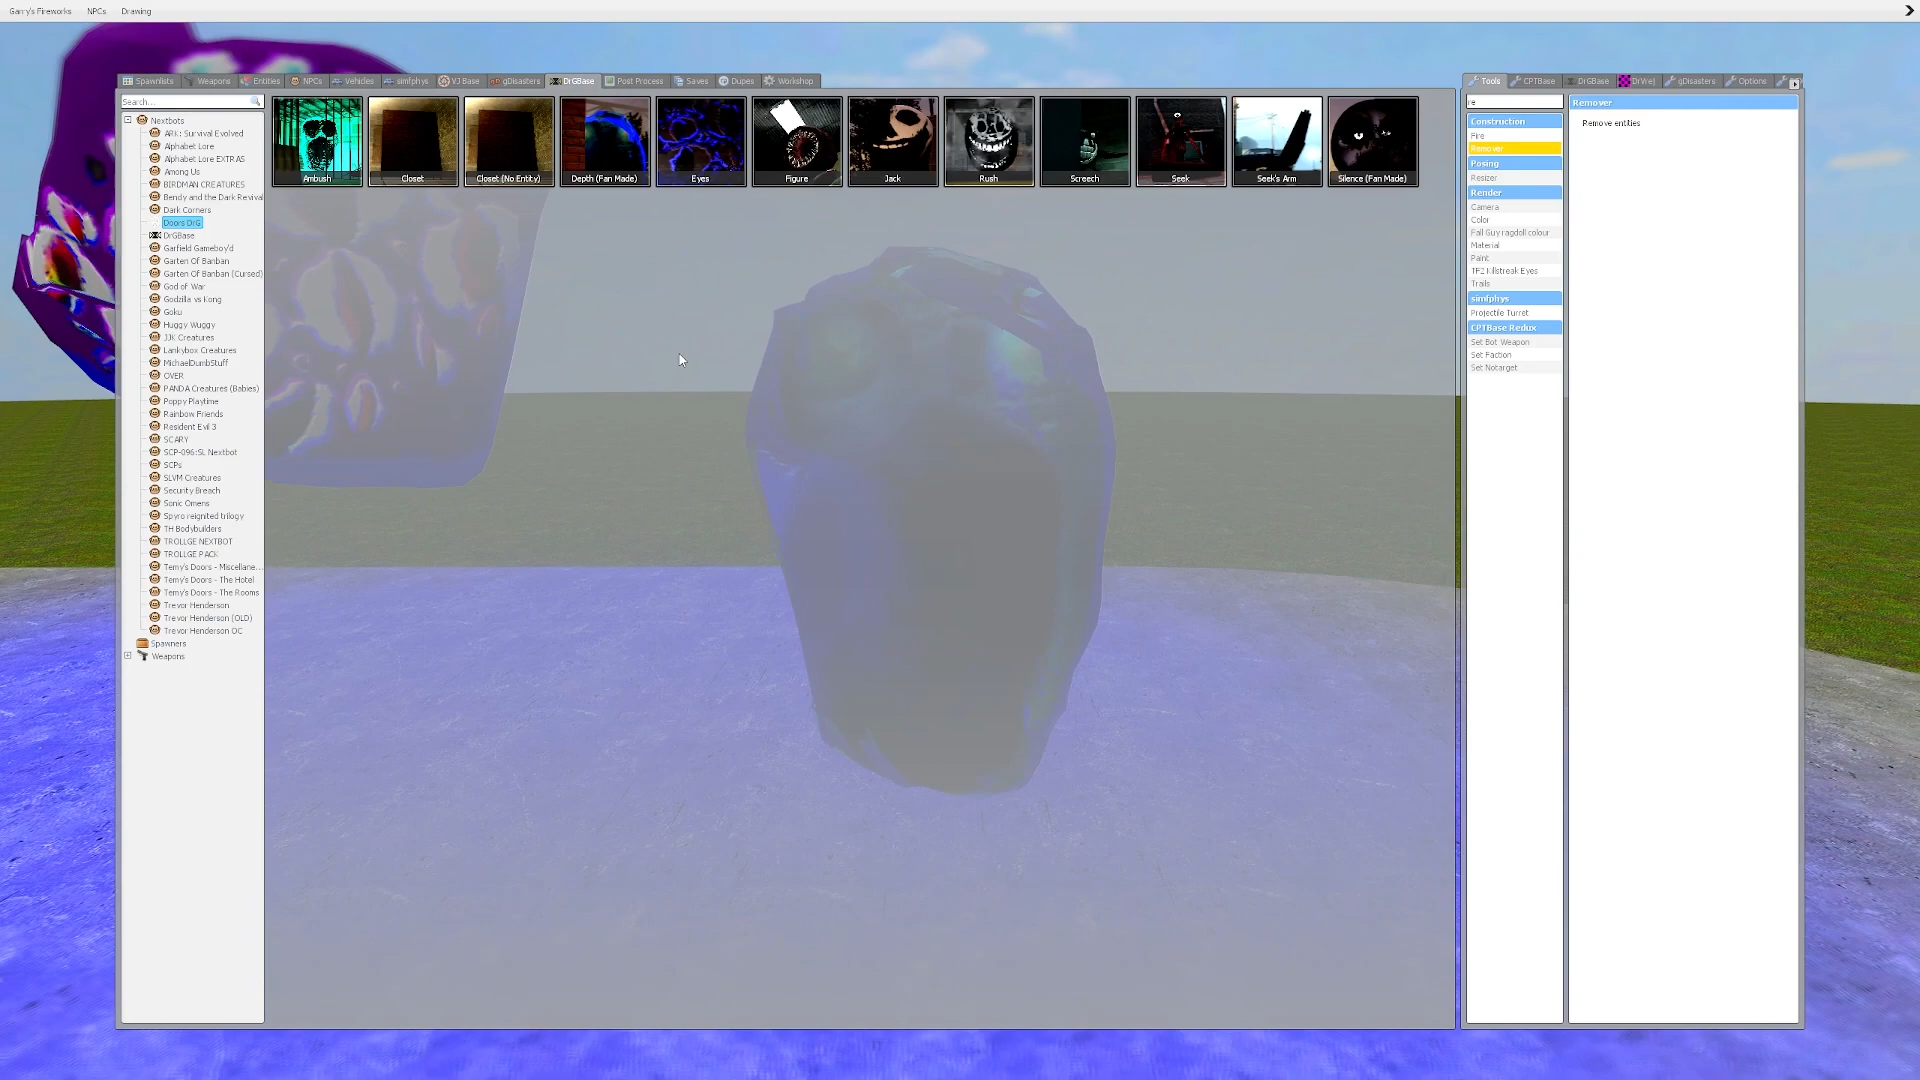 Garry's Fireworks NPCs Drawing
Spawnlists Weapons Entities NPCs Vehicles simfphys VJ Base gDisasters DrGBase Post Process Saves Dupes Workshop
Search...
Nextbots
ARK: Survival Evolved
Alphabet Lore
Alphabet Lore EXTRAS
Among Us
BIRDMAN CREATURES
Bendy and the Dark Revival
Dark Corners
Doors DrG
DrGBase
Garfield Gameboy'd
Garten Of Banban
Garten Of Banban (Cursed)
God of War
Godzilla vs Kong
Goku
Huggy Wuggy
JJK Creatures
Lankybox Creatures
MichaelDumbStuff
OVER
PANDA Creatures (Babies)
Poppy Playtime
Rainbow Friends
Resident Evil 3
SCARY
SCP-096:SL Nextbot
SCPs
SLVM Creatures
Security Breach
Sonic Omens
Spyro reignited trilogy
TH Bodybuilders
TROLLGE NEXTBOT
TROLLGE PACK
Temy's Doors - Miscellane...
Temy's Doors - The Hotel
Temy's Doors - The Rooms
Trevor Henderson
Trevor Henderson (OLD)
Trevor Henderson OC
Spawners
Weapons
Ambush
Closet
Closet (No Entity)
Depth (Fan Made)
Eyes
Figure
Jack
Rush
Screech
Seek
Seek's Arm
Silence (Fan Made)
Tools CPTBase DrGBase DrWe| gDisasters Options
re
Construction
Fire
Remover
Posing
Resizer
Render
Camera
Color
Fall Guy ragdoll colour
Material
Paint
TF2 Killstreak Eyes
Trails
simfphys
Projectile Turret
CPTBase Redux
Set Bot Weapon
Set Faction
Set Notarget
Remover
Remove entities